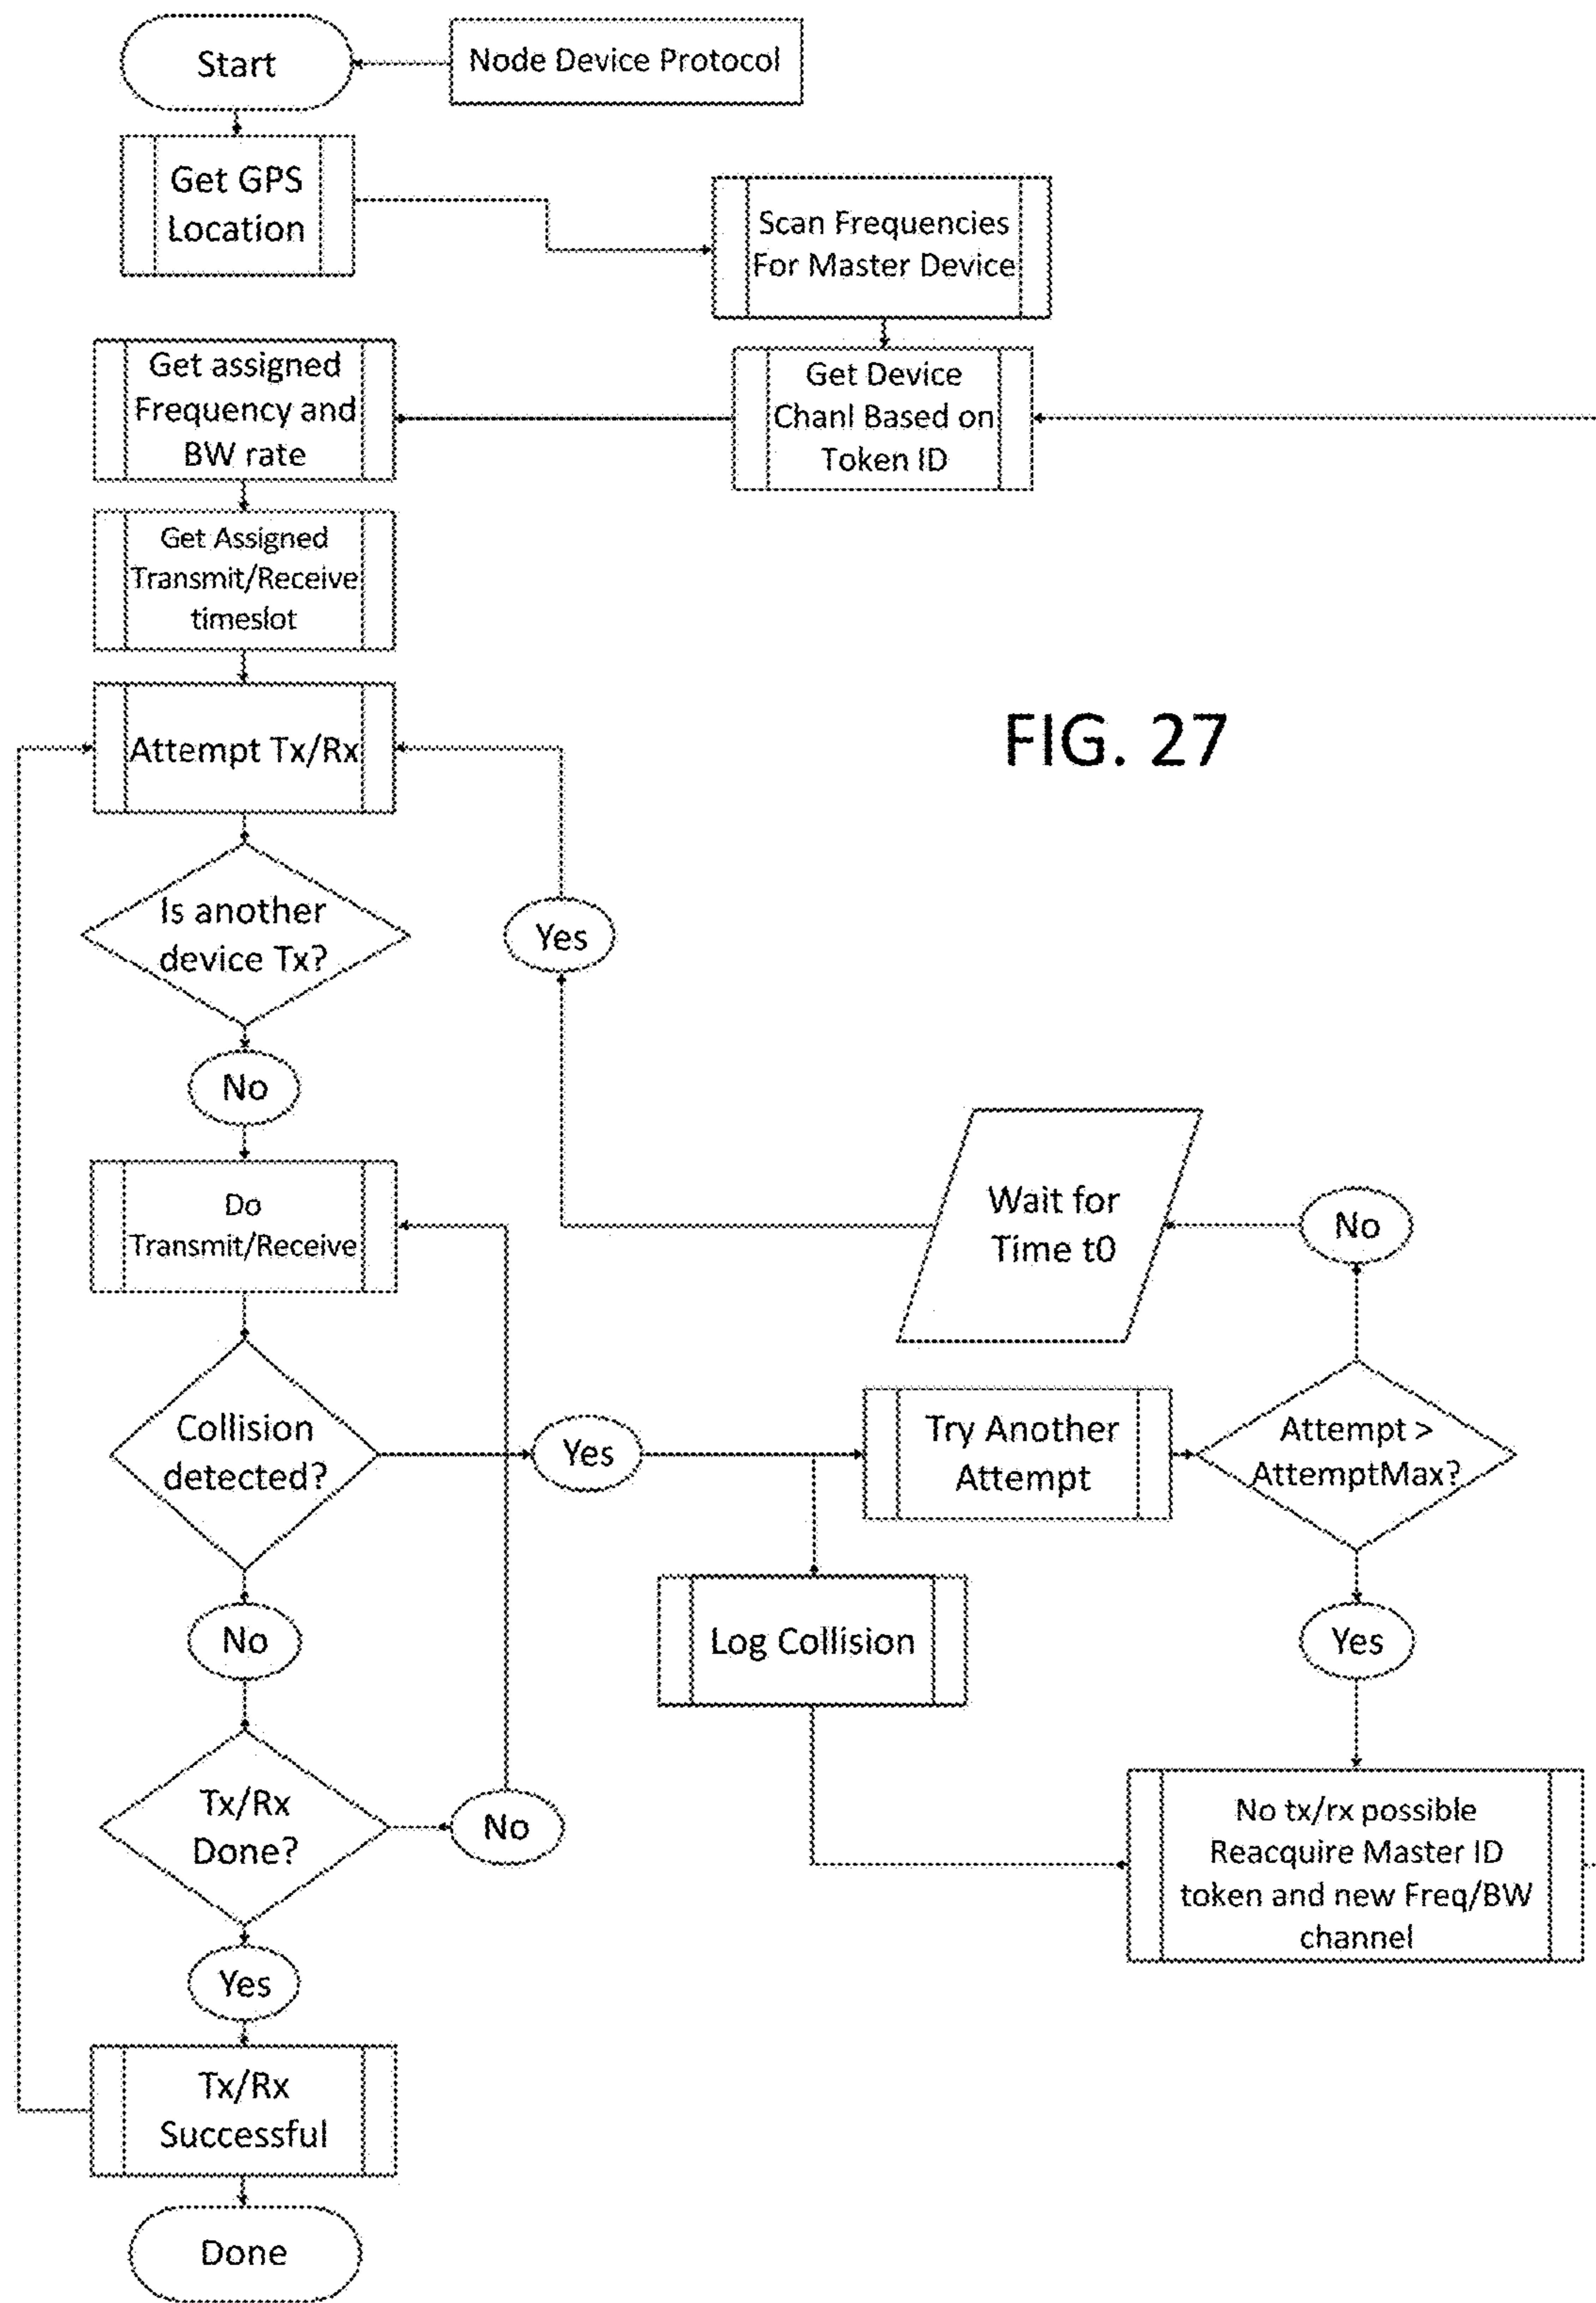 Start
Node Device Protocol
Get GPS
Location
Scan Frequencies
For Master Device
Get assigned
Frequency and
BW rate
Get Device
Chanl Based on
Token ID
Get Assigned
Transmit/Receive
timeslot
Attempt Tx/Rx
FIG. 27
Is another
device Tx?
Yes
No
Do
Transmit/Receive
Wait for
Time t0
No
Collision
detected?
Yes
Try Another
Attempt
Attempt >
AttemptMax?
No
Log Collision
Yes
Tx/Rx
Done?
No
No tx/rx possible
Reacquire Master ID
token and new Freq/BW
channel
Yes
Tx/Rx
Successful
Done